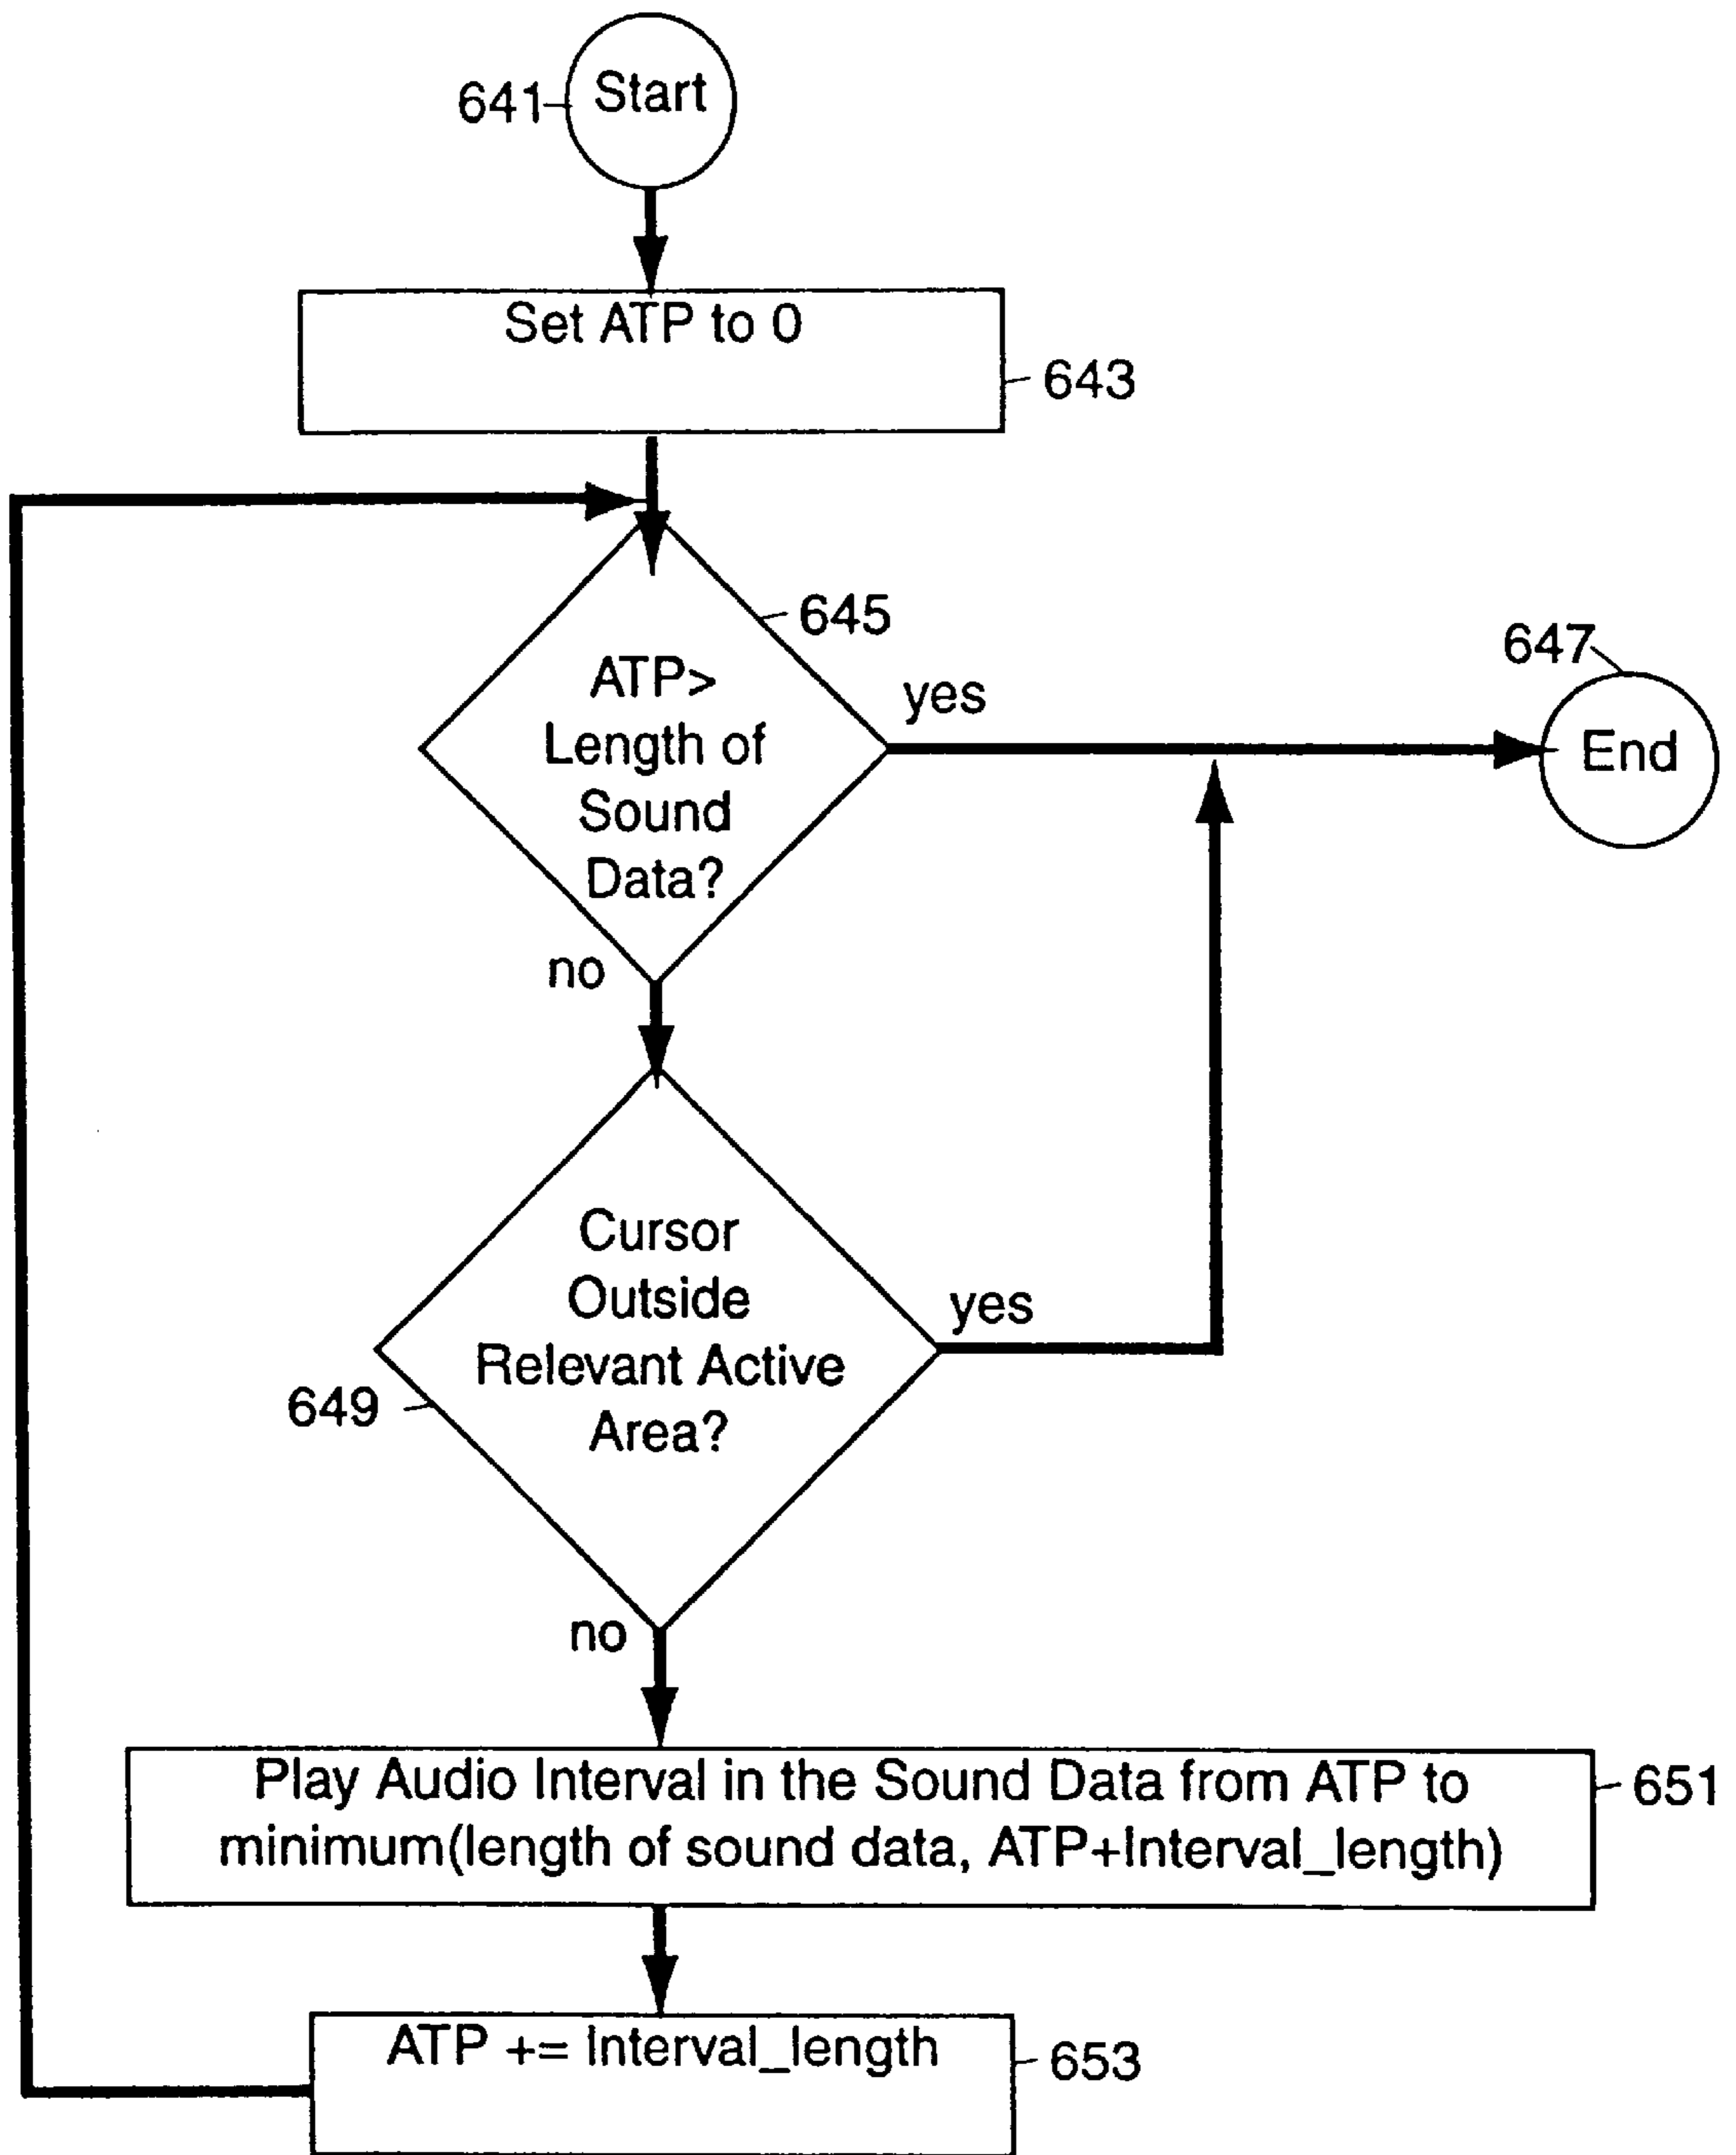 Start
641
Set ATP to 0
643
645
ATP>
Length of
Sound
Data?
yes
647
End
no
Cursor
Outside
Relevant Active
Area?
yes
649
no
Play Audio Interval in the Sound Data from ATP to
minimum(length of sound data, ATP+Interval_length)
651
ATP += Interval_length
653